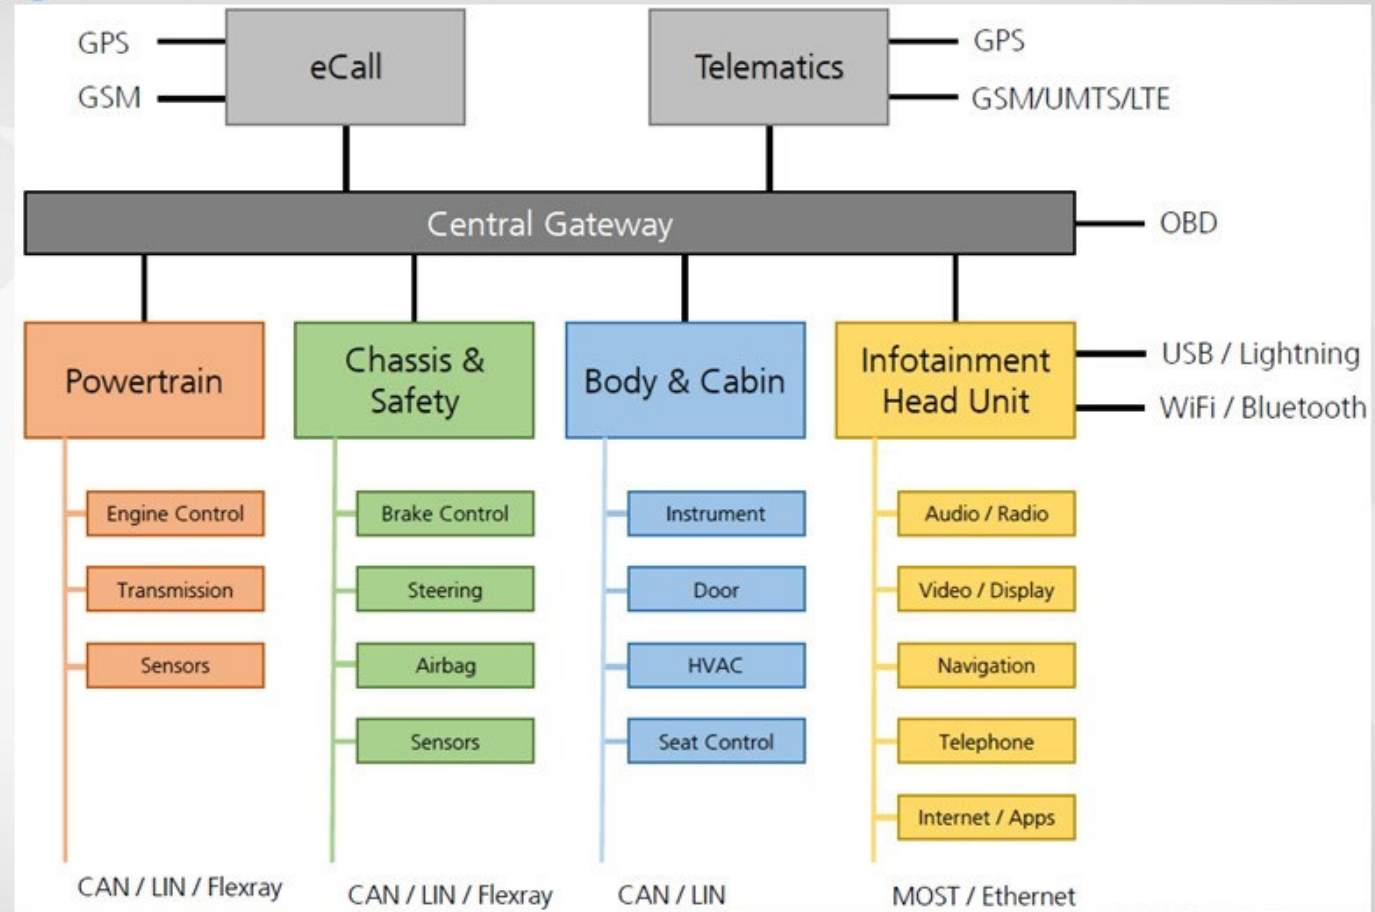 GPS
GSM
eCall
Telematics
GPS
GSM/UMTS/LTE
Central Gateway
OBD
Powertrain
Chassis &
Safety
Body & Cabin
Infotainment
Head Unit
USB / Lightning
WiFi / Bluetooth
Engine Control
Transmission
Sensors
Brake Control
Steering
Airbag
Sensors
Instrument
Door
HVAC
Seat Control
Audio / Radio
Video / Display
Navigation
Telephone
Internet / Apps
CAN / LIN / Flexray
CAN / LIN / Flexray
CAN / LIN
MOST / Ethernet